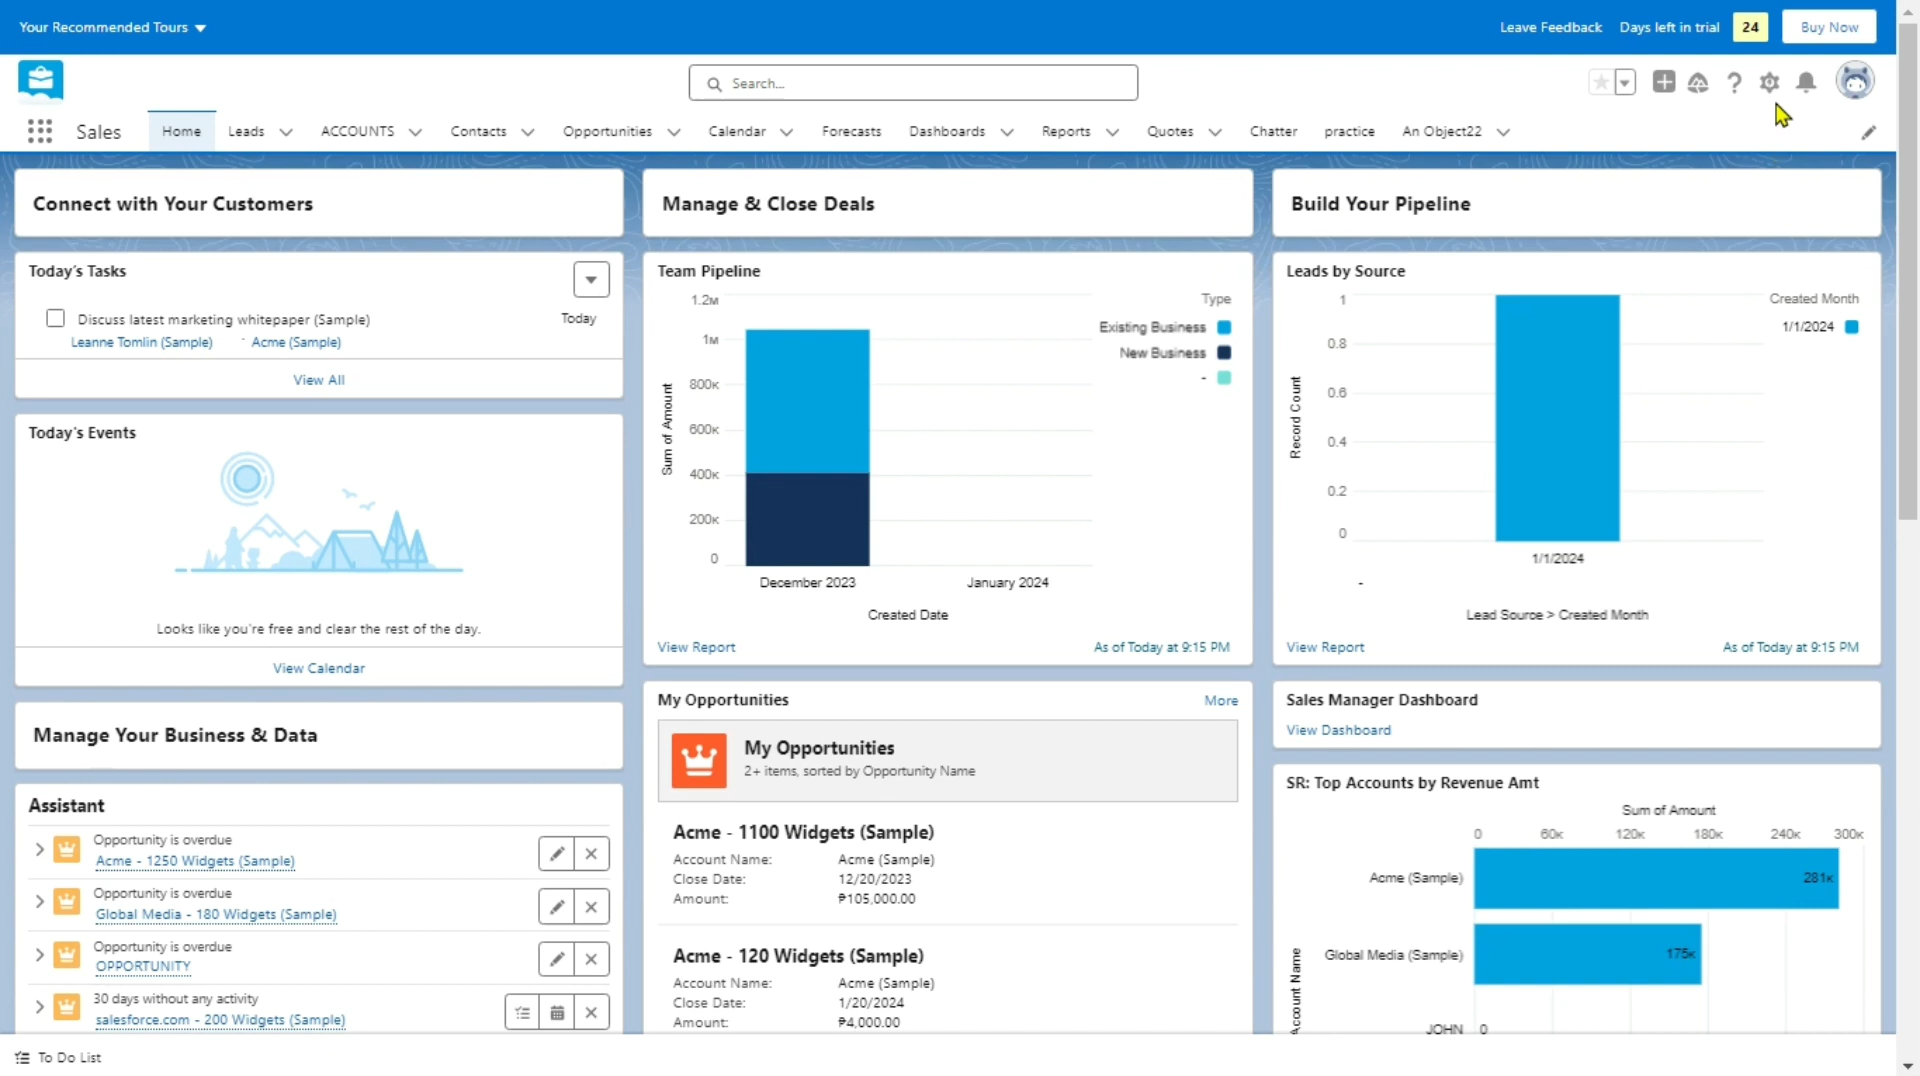 Your Recommended Tours
Leave Feedback
Days left in trial
24
Buy Now
Search...
Sales
Home
Leads
ACCOUNTS
Contacts
Opportunities
Calendar
Forecasts
Dashboards
Reports
Quotes
Chatter
practice
An Object22
Connect with Your Customers
Today's Tasks
Discuss latest marketing whitepaper (Sample)
Today
Leanne Tomlin (Sample)
Acme (Sample)
View All
Today's Events
Looks like you're free and clear the rest of the day.
View Calendar
Manage Your Business & Data
Assistant
Opportunity is overdue
Acme - 1250 Widgets (Sample)
Opportunity is overdue
Global Media - 180 Widgets (Sample)
Opportunity is overdue
OPPORTUNITY
30 days without any activity
salesforce.com - 200 Widgets (Sample)
Manage & Close Deals
Team Pipeline
Type
Existing Business
New Business
-
Sum of Amount
1.2M
1M
800K
600K
400K
200K
0
December 2023
January 2024
Created Date
View Report
As of Today at 9:15 PM
My Opportunities
More
My Opportunities
2+ items, sorted by Opportunity Name
Acme - 1100 Widgets (Sample)
Account Name: Acme (Sample)
Close Date: 12/20/2023
Amount: ₱105,000.00
Acme - 120 Widgets (Sample)
Account Name: Acme (Sample)
Close Date: 1/20/2024
Amount: ₱4,000.00
Build Your Pipeline
Leads by Source
Created Month
1/1/2024
Record Count
1
0.8
0.6
0.4
0.2
0
1/1/2024
-
Lead Source > Created Month
View Report
As of Today at 9:15 PM
Sales Manager Dashboard
View Dashboard
SR: Top Accounts by Revenue Amt
Sum of Amount
0
60K
120K
180K
240K
300K
Account Name
Acme (Sample)
281K
Global Media (Sample)
175K
JOHN
0
To Do List